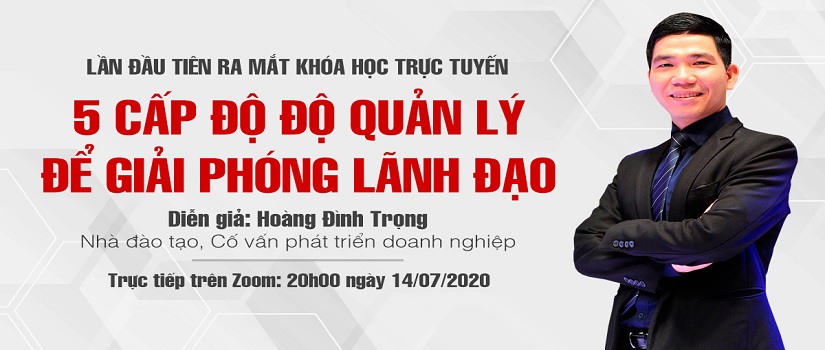 LẦN ĐẦU TIÊN RA MẮT KHÓA HỌC TRỰC TUYẾN
5 CẤP ĐỘ ĐỘ QUẢN LÝ
ĐỂ GIẢI PHÓNG LÃNH ĐẠO
Diễn giả: Hoàng Đình Trọng
Nhà đào tạo, Cố vấn phát triển doanh nghiệp
Trực tiếp trên Zoom: 20h00 ngày 14/07/2020